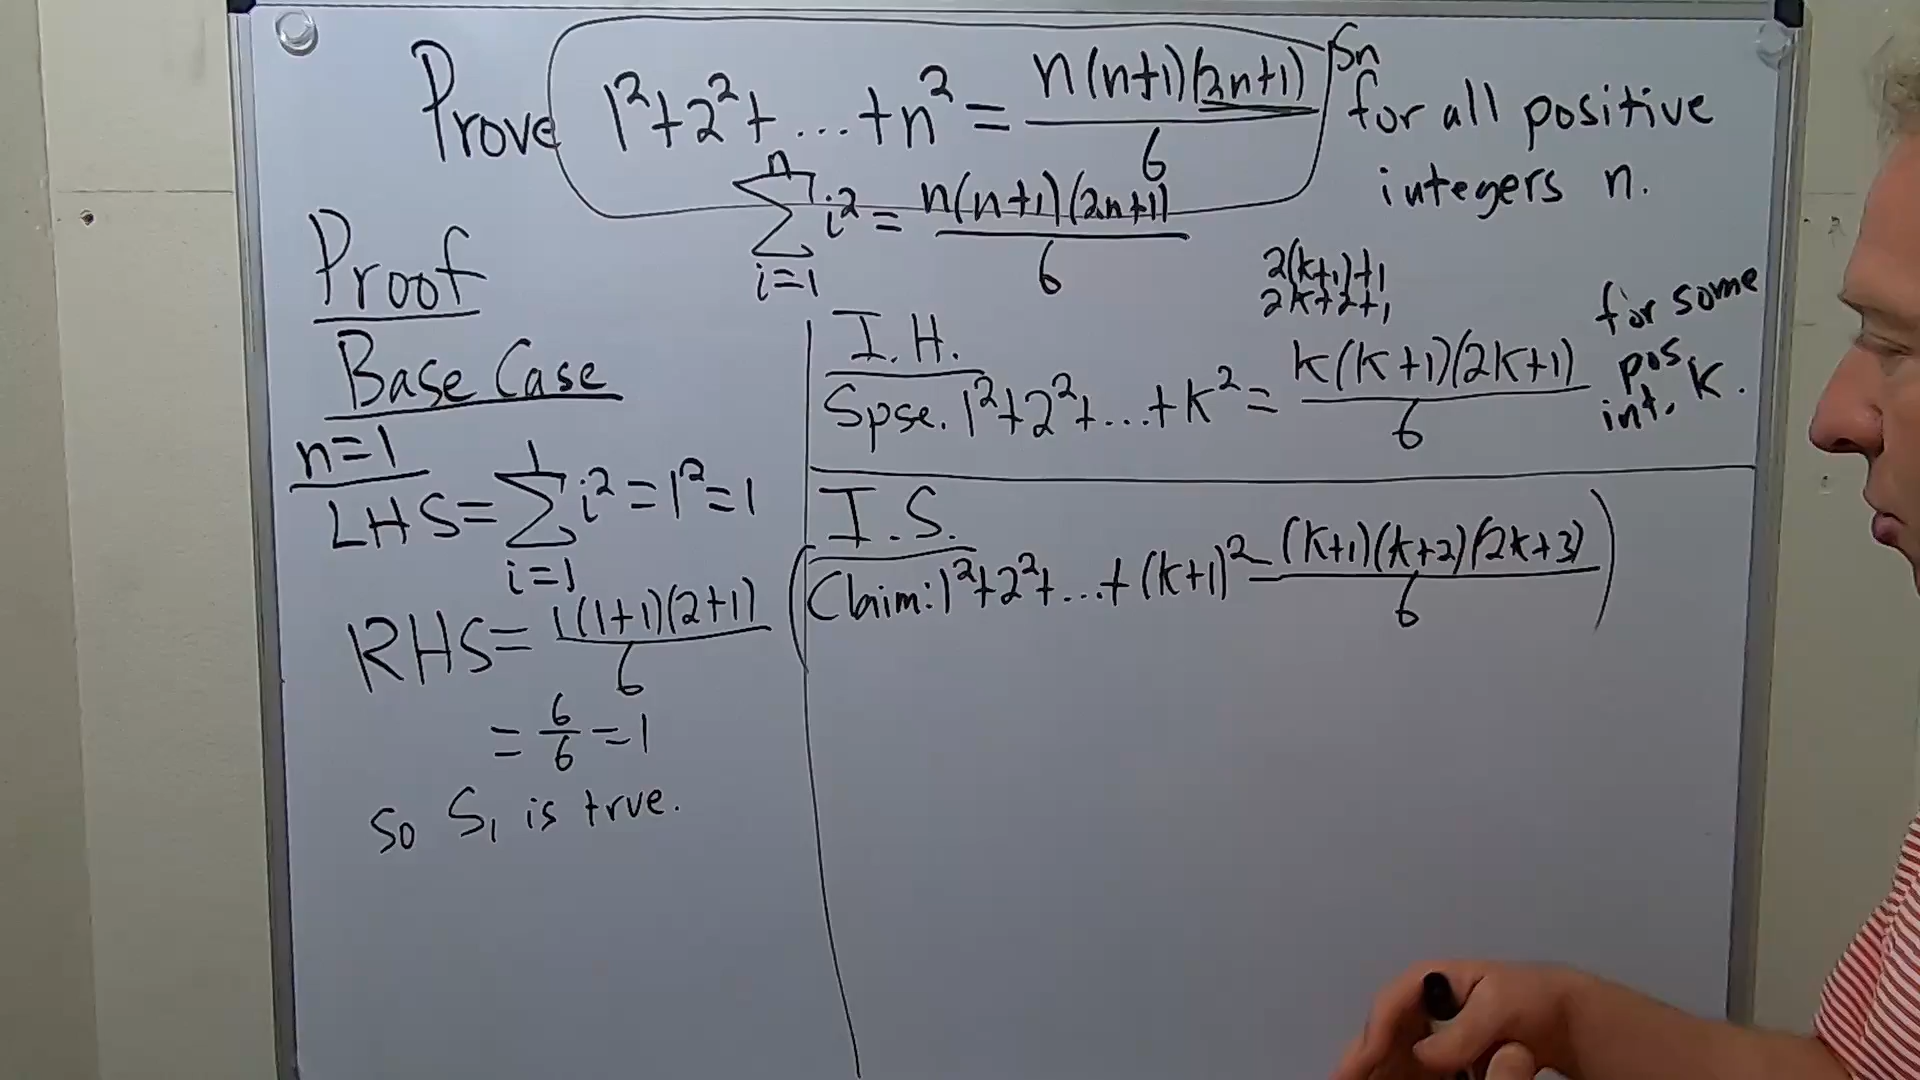 Prove 1²+2²+...+n² = n(n+1)(2n+1)/6 Sn for all positive integers n.
n∑i=1 i² = n(n+1)(2n+1)/6
Proof
Base Case
n=1
LHS = 1∑i=1 i² = 1² = 1
RHS = 1(1+1)(2+1)/6
= 6/6 = 1
So S₁ is true.
2(k+1)+1
2k+2+1
I.H.
Spse. 1²+2²+...+k² = k(k+1)(2k+1)/6 for some pos int. k.
I.S.
(Claim: 1²+2²+...+(k+1)² = (k+1)(k+2)(2k+3)/6)